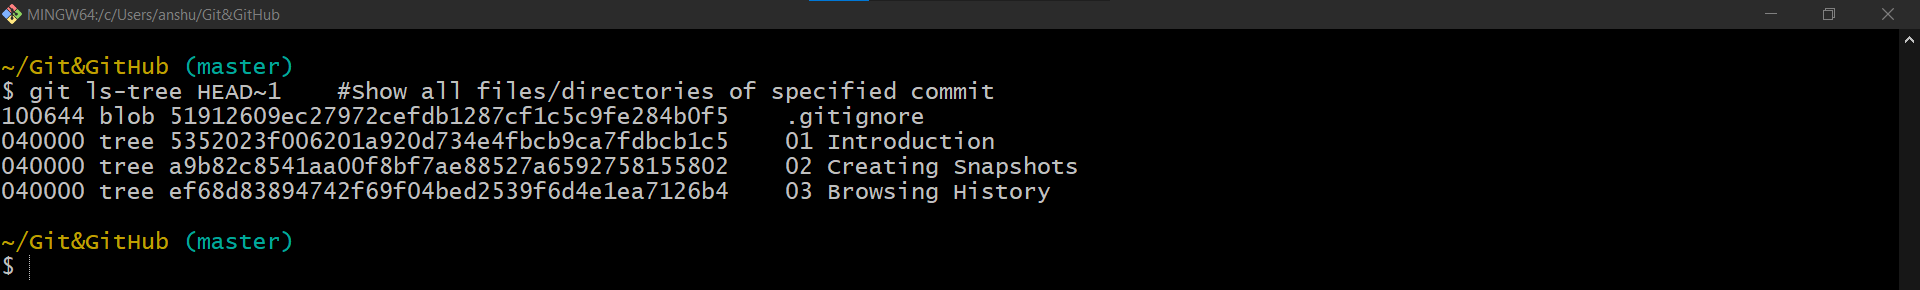 MINGW64:/c/Users/anshu/Git&GitHub
~/Git&GitHub (master)
$ git ls-tree HEAD~1    #Show all files/directories of specified commit
100644 blob 51912609ec27972cefdb1287cf1c5c9fe284b0f5    .gitignore
040000 tree 5352023f006201a920d734e4fbcb9ca7fdbcb1c5    01 Introduction
040000 tree a9b82c8541aa00f8bf7ae88527a6592758155802    02 Creating Snapshots
040000 tree ef68d83894742f69f04bed2539f6d4e1ea7126b4    03 Browsing History
~/Git&GitHub (master)
$